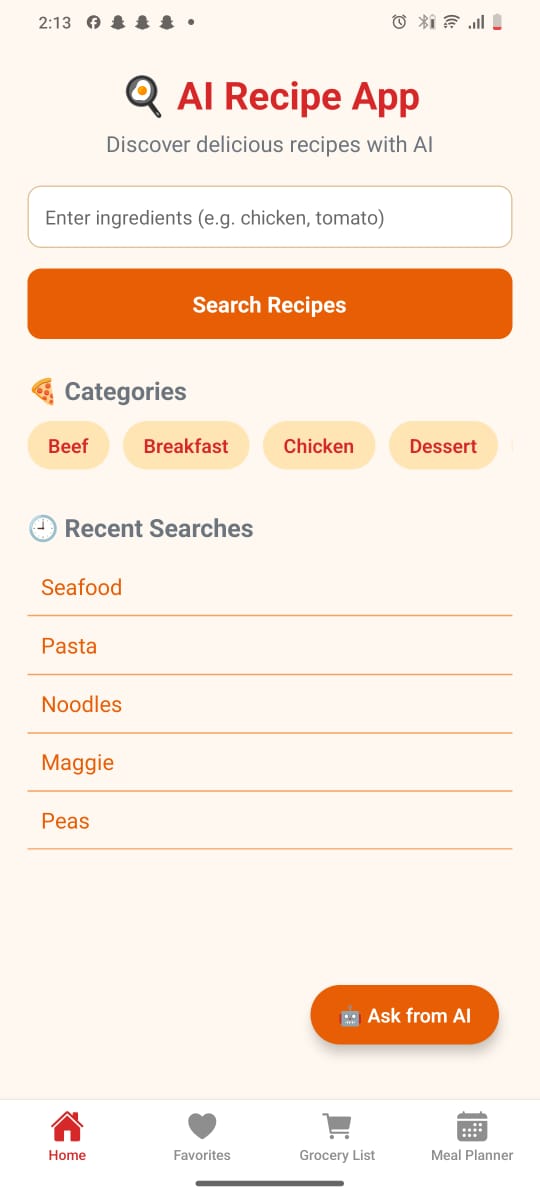 2:13
AI Recipe App
Discover delicious recipes with AI
Enter ingredients (e.g. chicken, tomato)
Search Recipes
Categories
Beef Breakfast Chicken Dessert
Recent Searches
Seafood
Pasta
Noodles
Maggie
Peas
Ask from AI
Home Favorites Grocery List Meal Planner